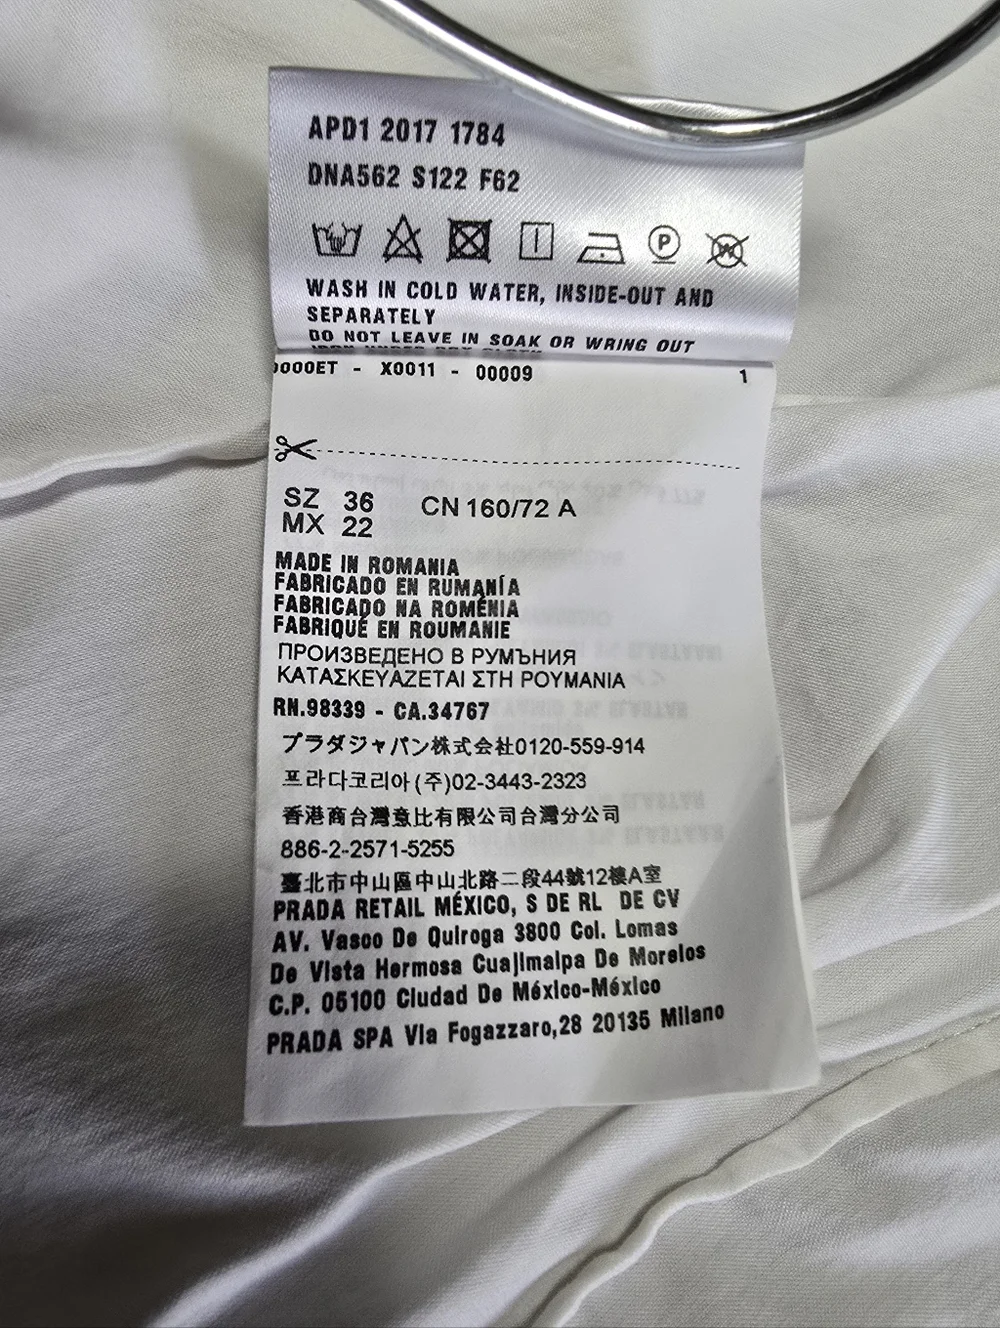 APD1 2017 1784
DNA562 S122 F62
P W
WASH IN COLD WATER, INSIDE-OUT AND
SEPARATELY
DO NOT LEAVE IN SOAK OR WRING OUT
0000ET - X0011 - 00009 1
SZ 36 CN 160/72 A
MX 22
MADE IN ROMANIA
FABRICADO EN RUMANÍA
FABRICADO NA ROMÉNIA
FABRIQUÉ EN ROUMANIE
ПРОИЗВЕДЕНО В РУМЪНИЯ
ΚΑΤΑΣΚΕΥΑΖΕΤΑΙ ΣΤΗ ΡΟΥΜΑΝΙΑ
RN.98339 - CA.34767
プラダジャパン株式会社0120-559-914
프라다코리아(주)02-3443-2323
香港商台灣意比有限公司台灣分公司
886-2-2571-5255
臺北市中山區中山北路二段44號12樓A室
PRADA RETAIL MÉXICO, S DE RL DE CV
AV. Vasco De Quiroga 3800 Col. Lomas
De Vista Hermosa Cuajimalpa De Morelos
C.P. 05100 Ciudad De México-México
PRADA SPA Via Fogazzaro,28 20135 Milano